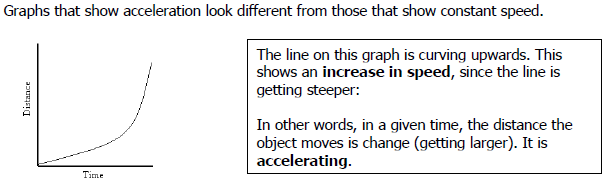 Graphs that show acceleration look different from those that show constant speed.
Distance
Time
The line on this graph is curving upwards. This
shows an increase in speed, since the line is
getting steeper:
In other words, in a given time, the distance the
object moves is change (getting larger). It is
accelerating.